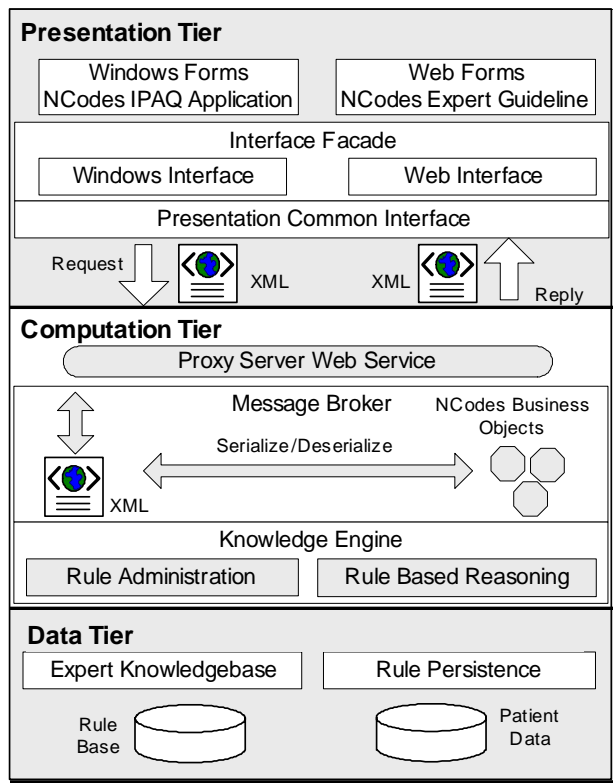 Presentation Tier
Windows Forms
NCodes IPAQ Application
Web Forms
NCodes Expert Guideline
Interface Facade
Windows Interface
Web Interface
Presentation Common Interface
Request
XML
XML
Reply
Computation Tier
Proxy Server Web Service
Message Broker
NCodes Business
Objects
Serialize/Deserialize
XML
Knowledge Engine
Rule Administration
Rule Based Reasoning
Data Tier
Expert Knowledgebase
Rule Persistence
Rule
Base
Patient
Data